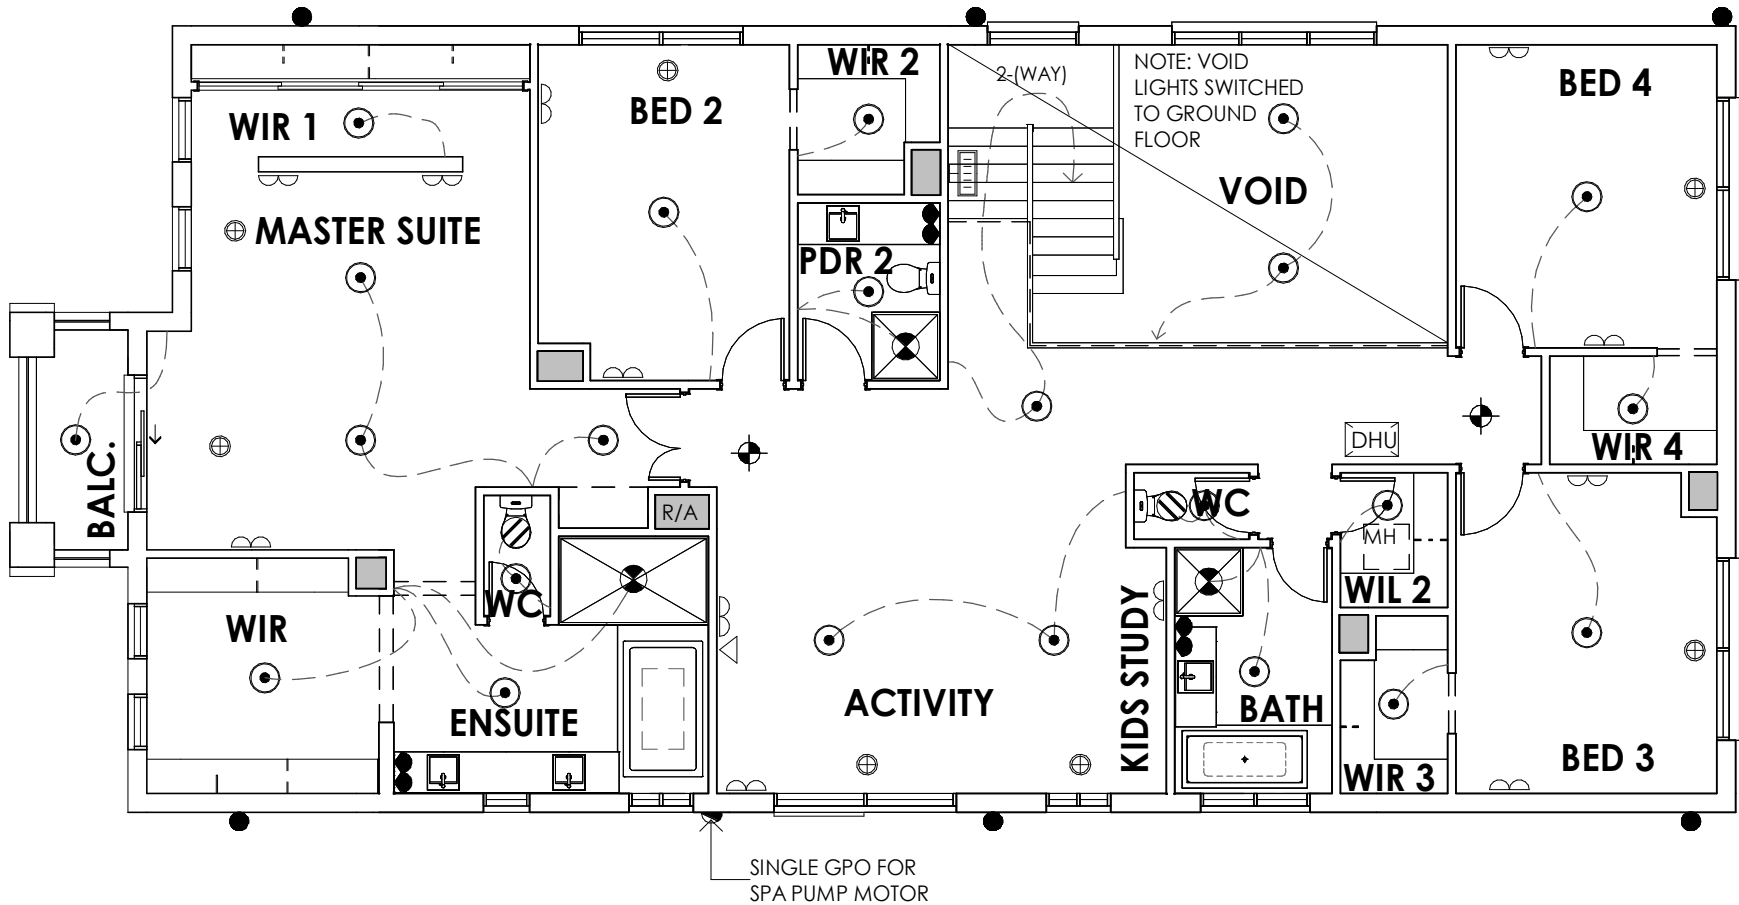 WIR 2
2-(WAY)
NOTE: VOID
LIGHTS SWITCHED
TO GROUND
FLOOR
BED 4
WIR 1
BED 2
VOID
MASTER SUITE
PDR 2
BALC.
DHU
WIR 4
R/A
WC
WC
MH
WIL 2
WIR
KIDS STUDY
ENSUITE
ACTIVITY
BATH
WIR 3
BED 3
SINGLE GPO FOR
SPA PUMP MOTOR